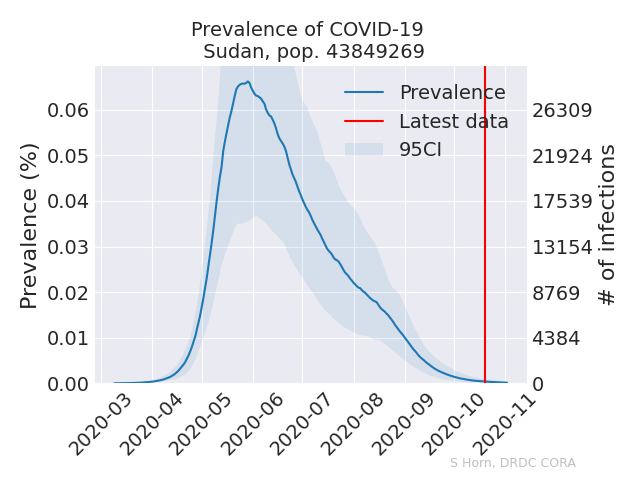 Prevalence of COVID-19
Sudan, pop. 43849269
Prevalence (%)
0.06
0.05
0.04
0.03
0.02
0.01
0.00
Prevalence
Latest data
95CI
26309
21924
17539
13154
8769
4384
0
# of infections
2020-03
2020-04
2020-05
2020-06
2020-07
2020-08
2020-09
2020-10
2020-11
S Horn, DRDC CORA